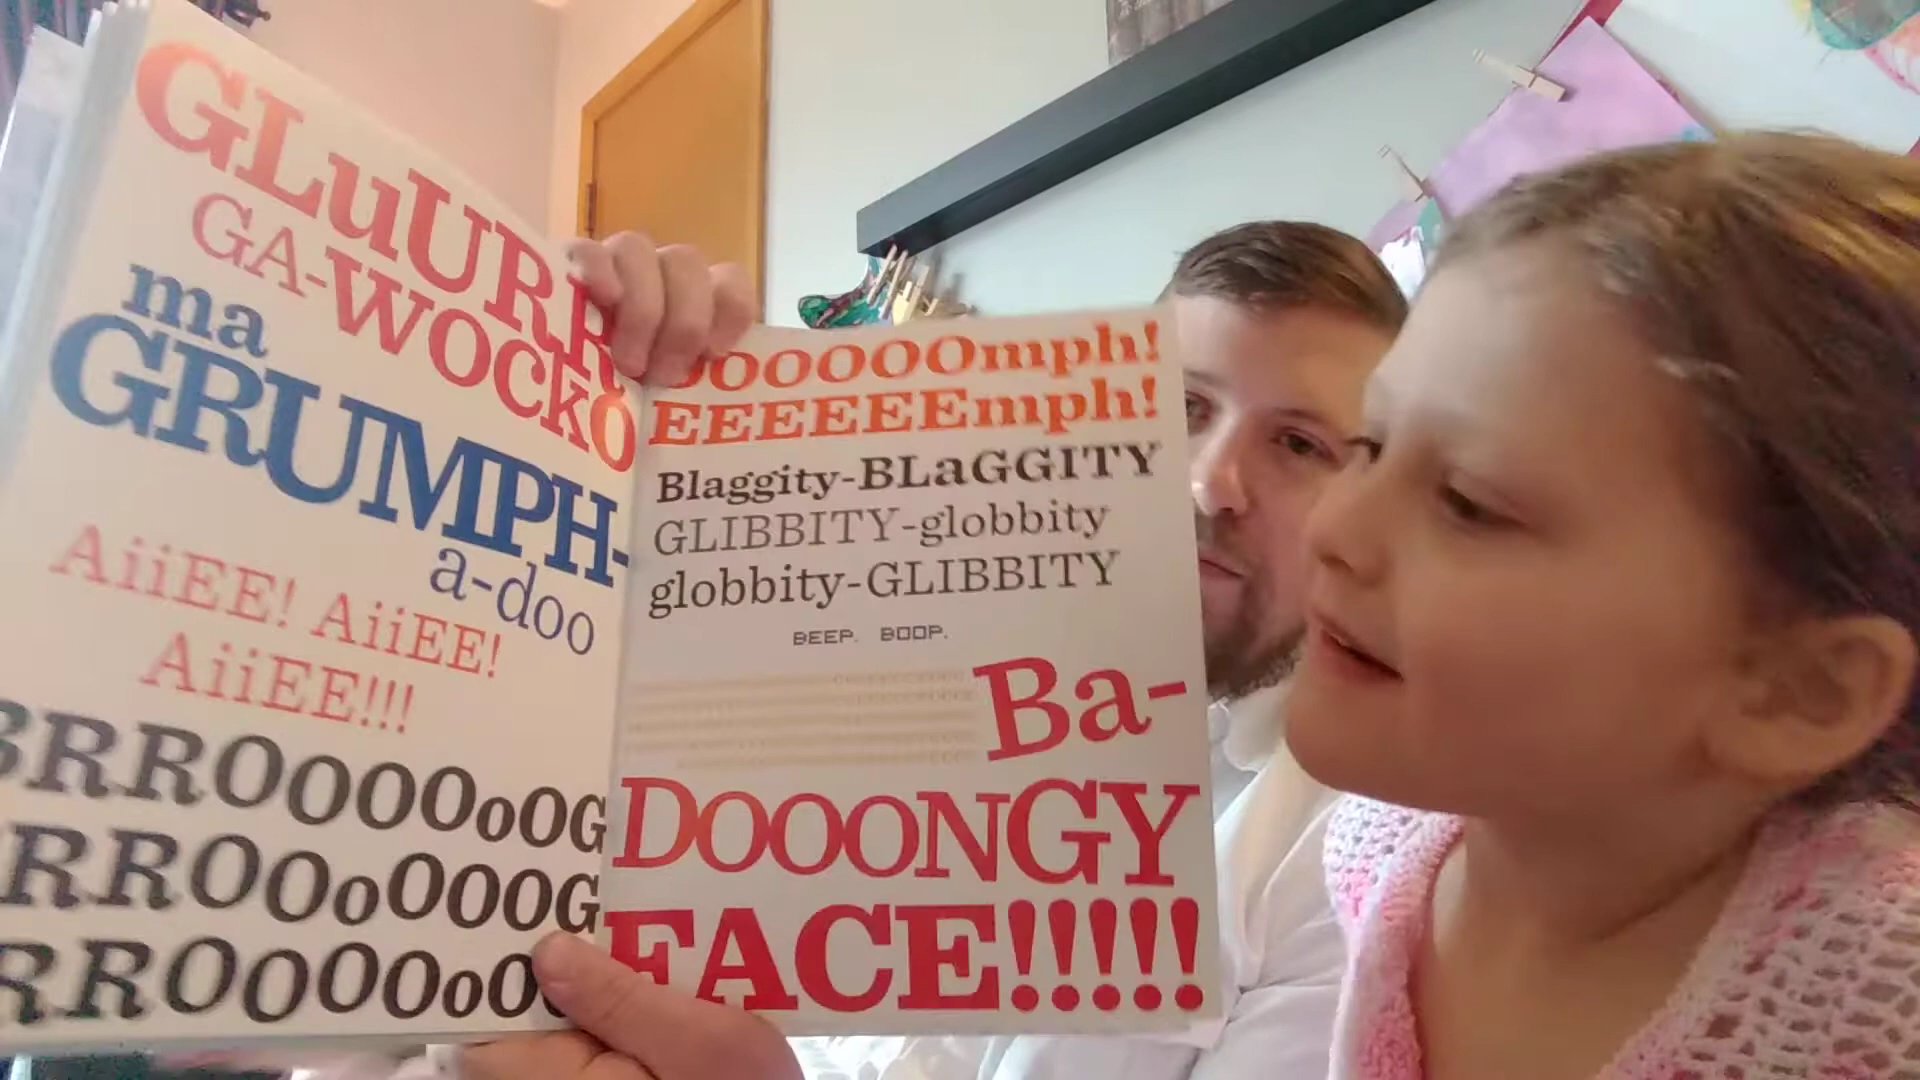 GLuURR
GA-WOCKO
ma
GRUMPH-
a-doo
AiiEE! AiiEE!
AiiEE!!!
BRROOOOoOG
RROOoOOOG
RROOOOoO
OOOOOOmph!
EEEEEEmph!
Blaggity-BLaGGITY
GLIBBITY-globbity
globbity-GLIBBITY
BEEP. BOOP.
Ba-
DOOONGY
FACE!!!!!